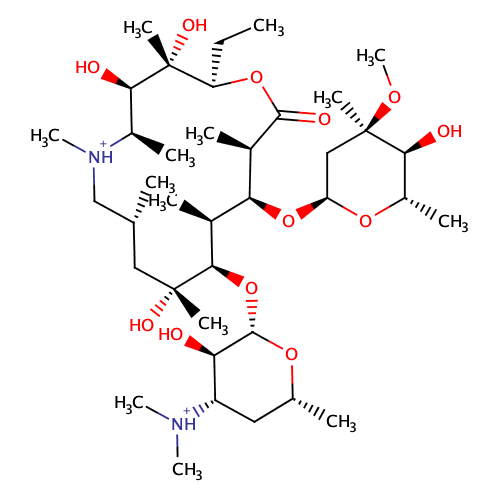 H₃C OH CH₃
HO O H₃C
H₃C O
H₃C O OH
H₃C NH⁺ CH₃
CH₃ H₃C
O O CH₃
HO CH₃ O
HO O
H₃C NH⁺ CH₃
CH₃